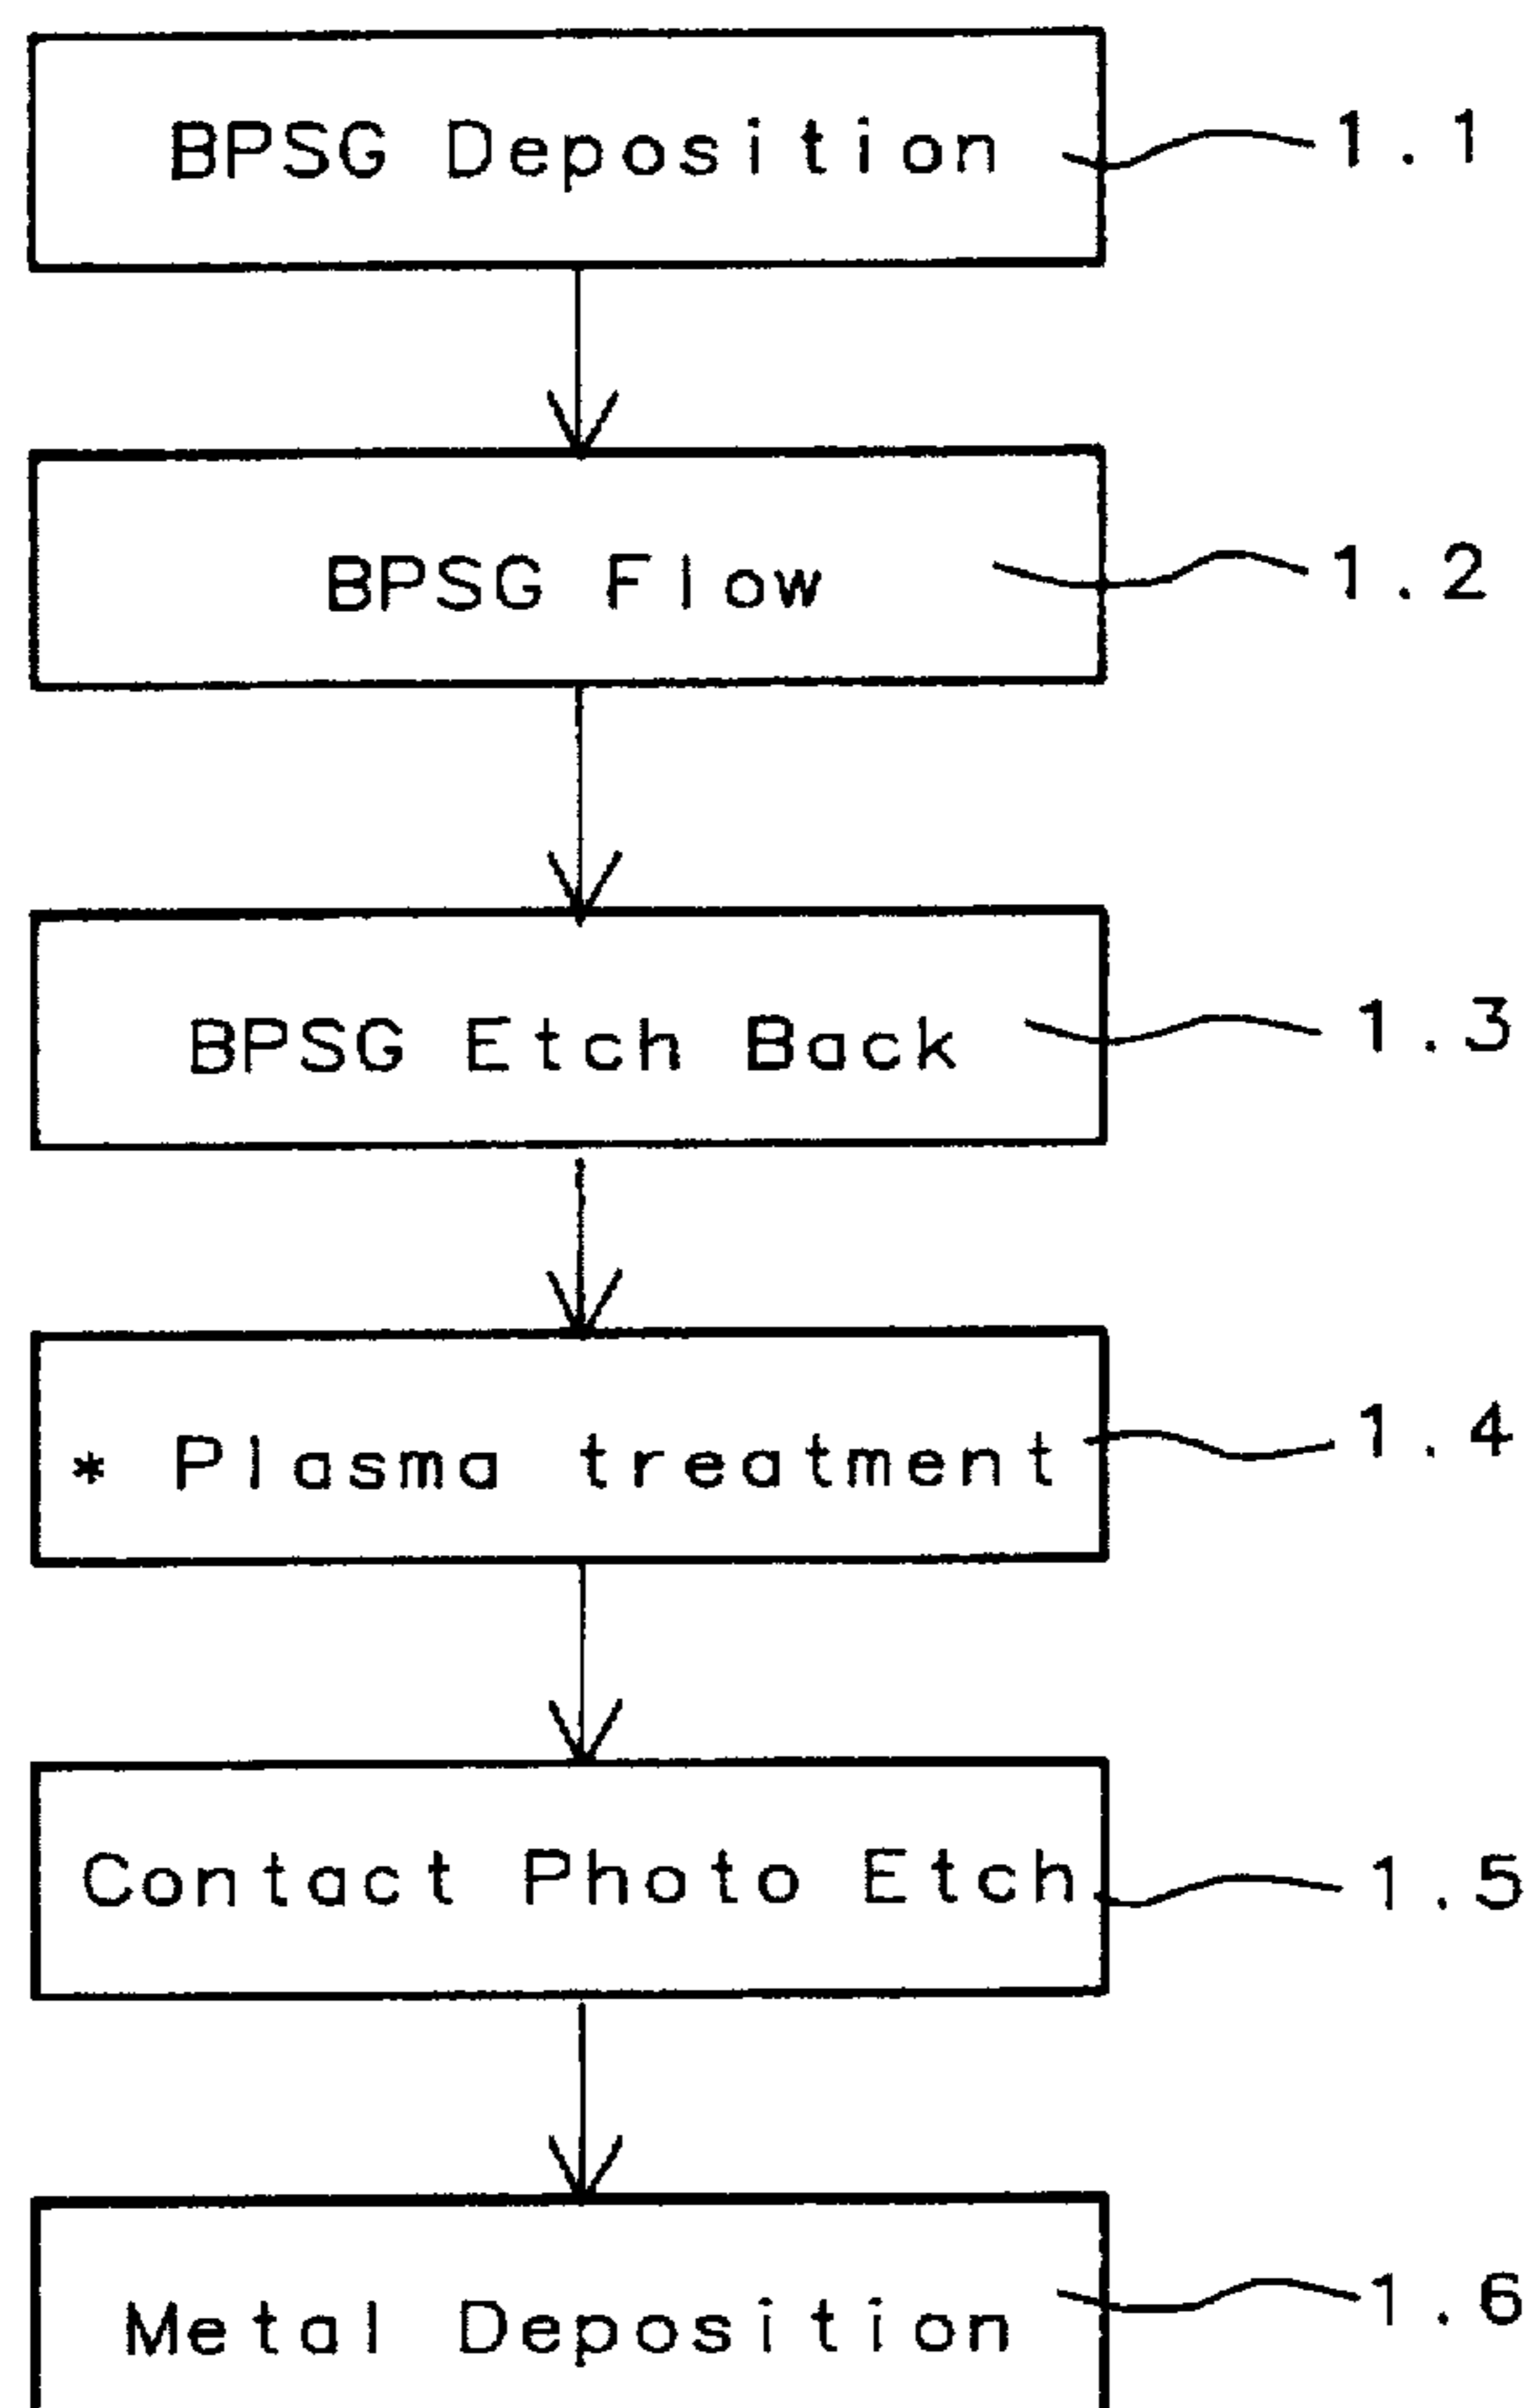 BPSG Deposition 1.1
BPSG Flow 1.2
BPSG Etch Back 1.3
* Plasma treatment 1.4
Contact Photo Etch 1.5
Metal Deposition 1.6